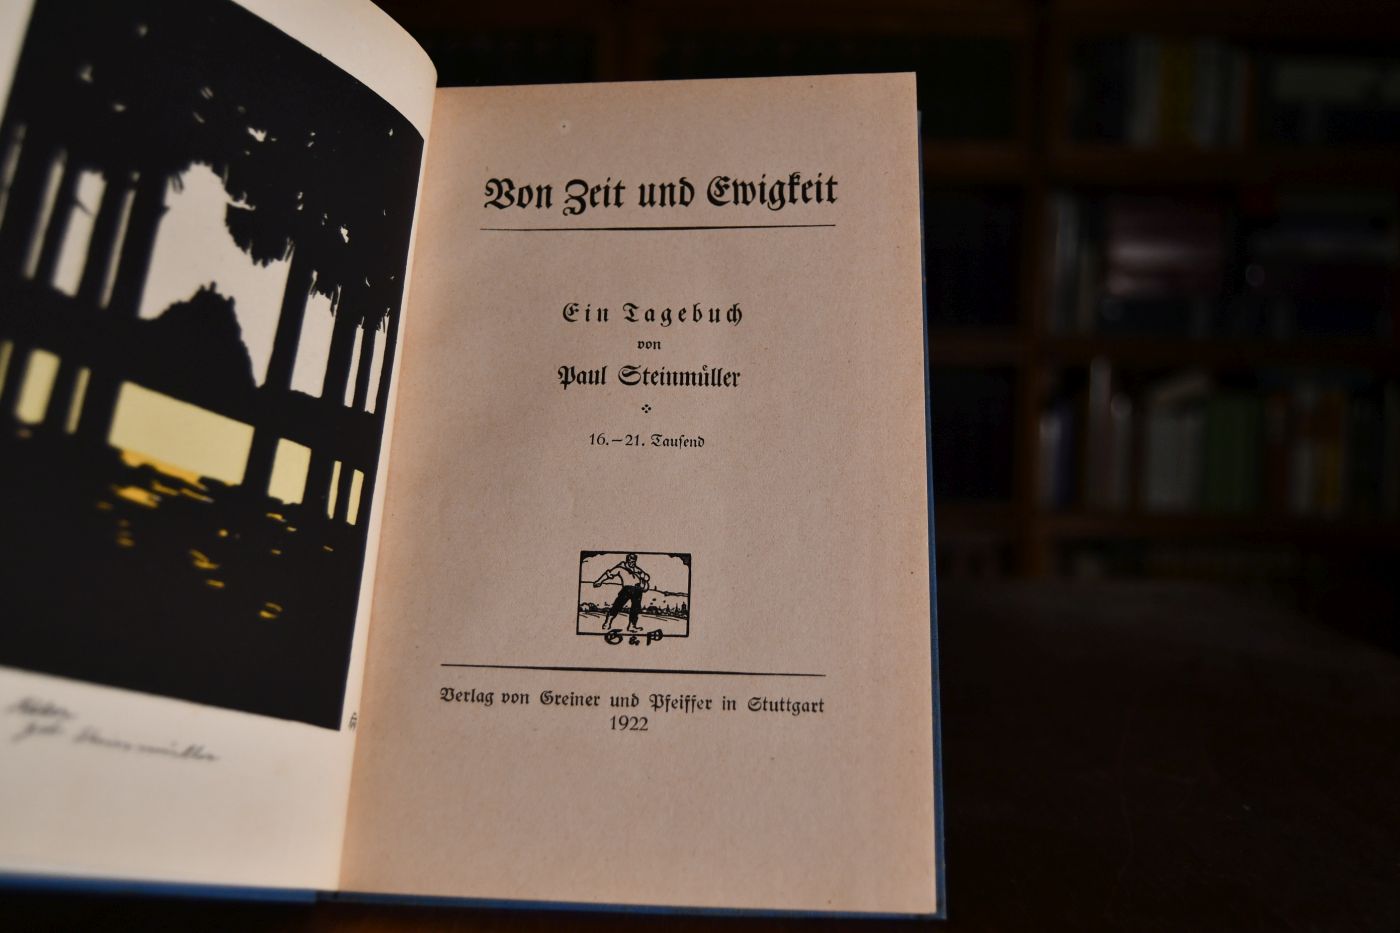 Von Zeit und Ewigkeit
Ein Tagebuch
von
Paul Steinmüller
16.–21. Tausend
G & P
Verlag von Greiner und Pfeiffer in Stuttgart
1922